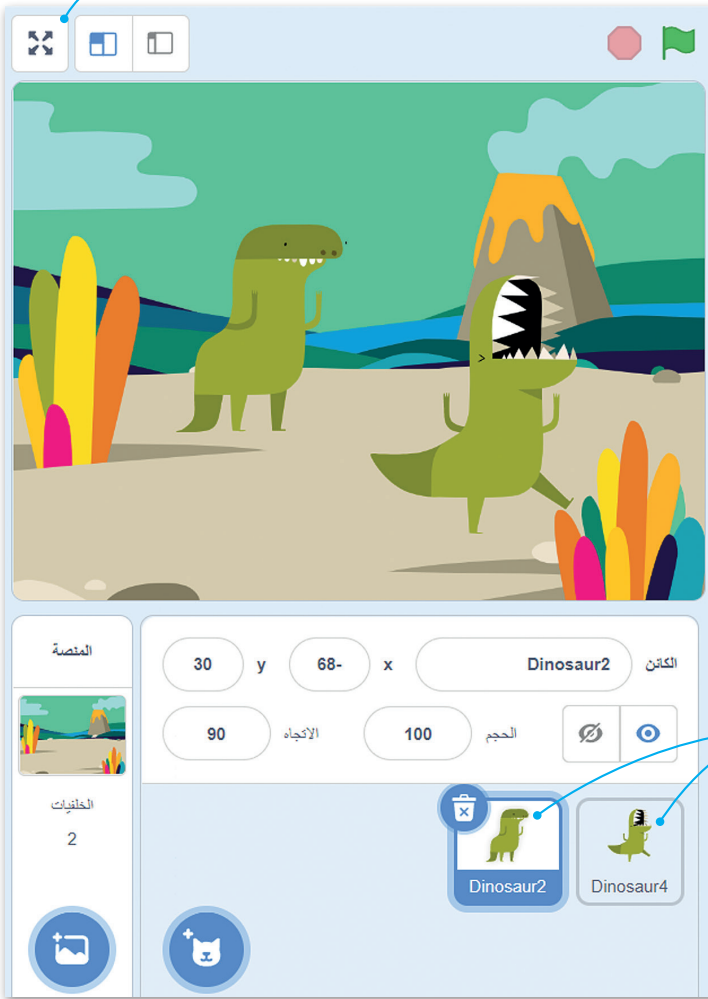 الكائن Dinosaur2 x 68- y 30
الحجم 100 الاتجاه 90
المنصة
الخلفيات
2
Dinosaur4
Dinosaur2